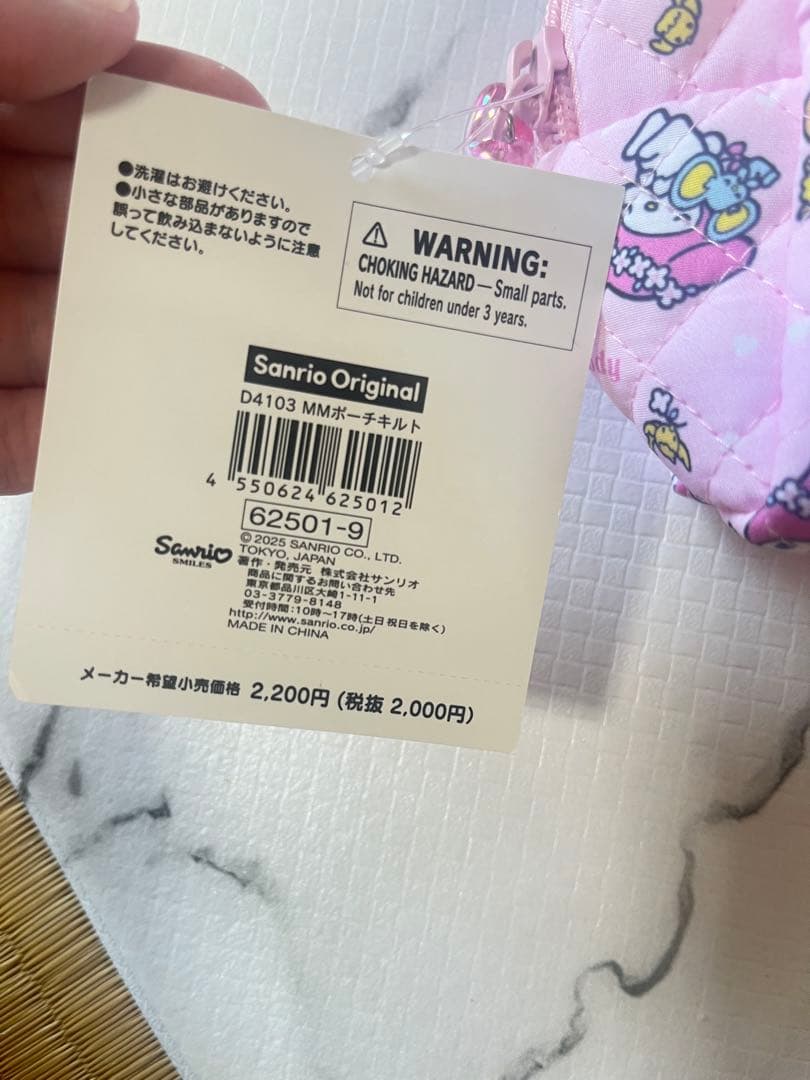 ●洗濯はお避けください。
●小さな部品がありますので
誤って飲み込まないように注意
してください。
WARNING:
CHOKING HAZARD — Small parts.
Not for children under 3 years.
Sanrio Original
D4103 MMポーチキルト
4 550624 625012
62501-9
© 2025 SANRIO CO., LTD.
TOKYO, JAPAN
著作・発売元 株式会社サンリオ
商品に関するお問い合わせ先
東京都品川区大崎1-11-1
03-3779-8148
受付時間:10時~17時(土日祝日を除く)
http://www.sanrio.co.jp/
MADE IN CHINA
Sanrio
SMILES
メーカー希望小売価格 2,200円 (税抜 2,000円)